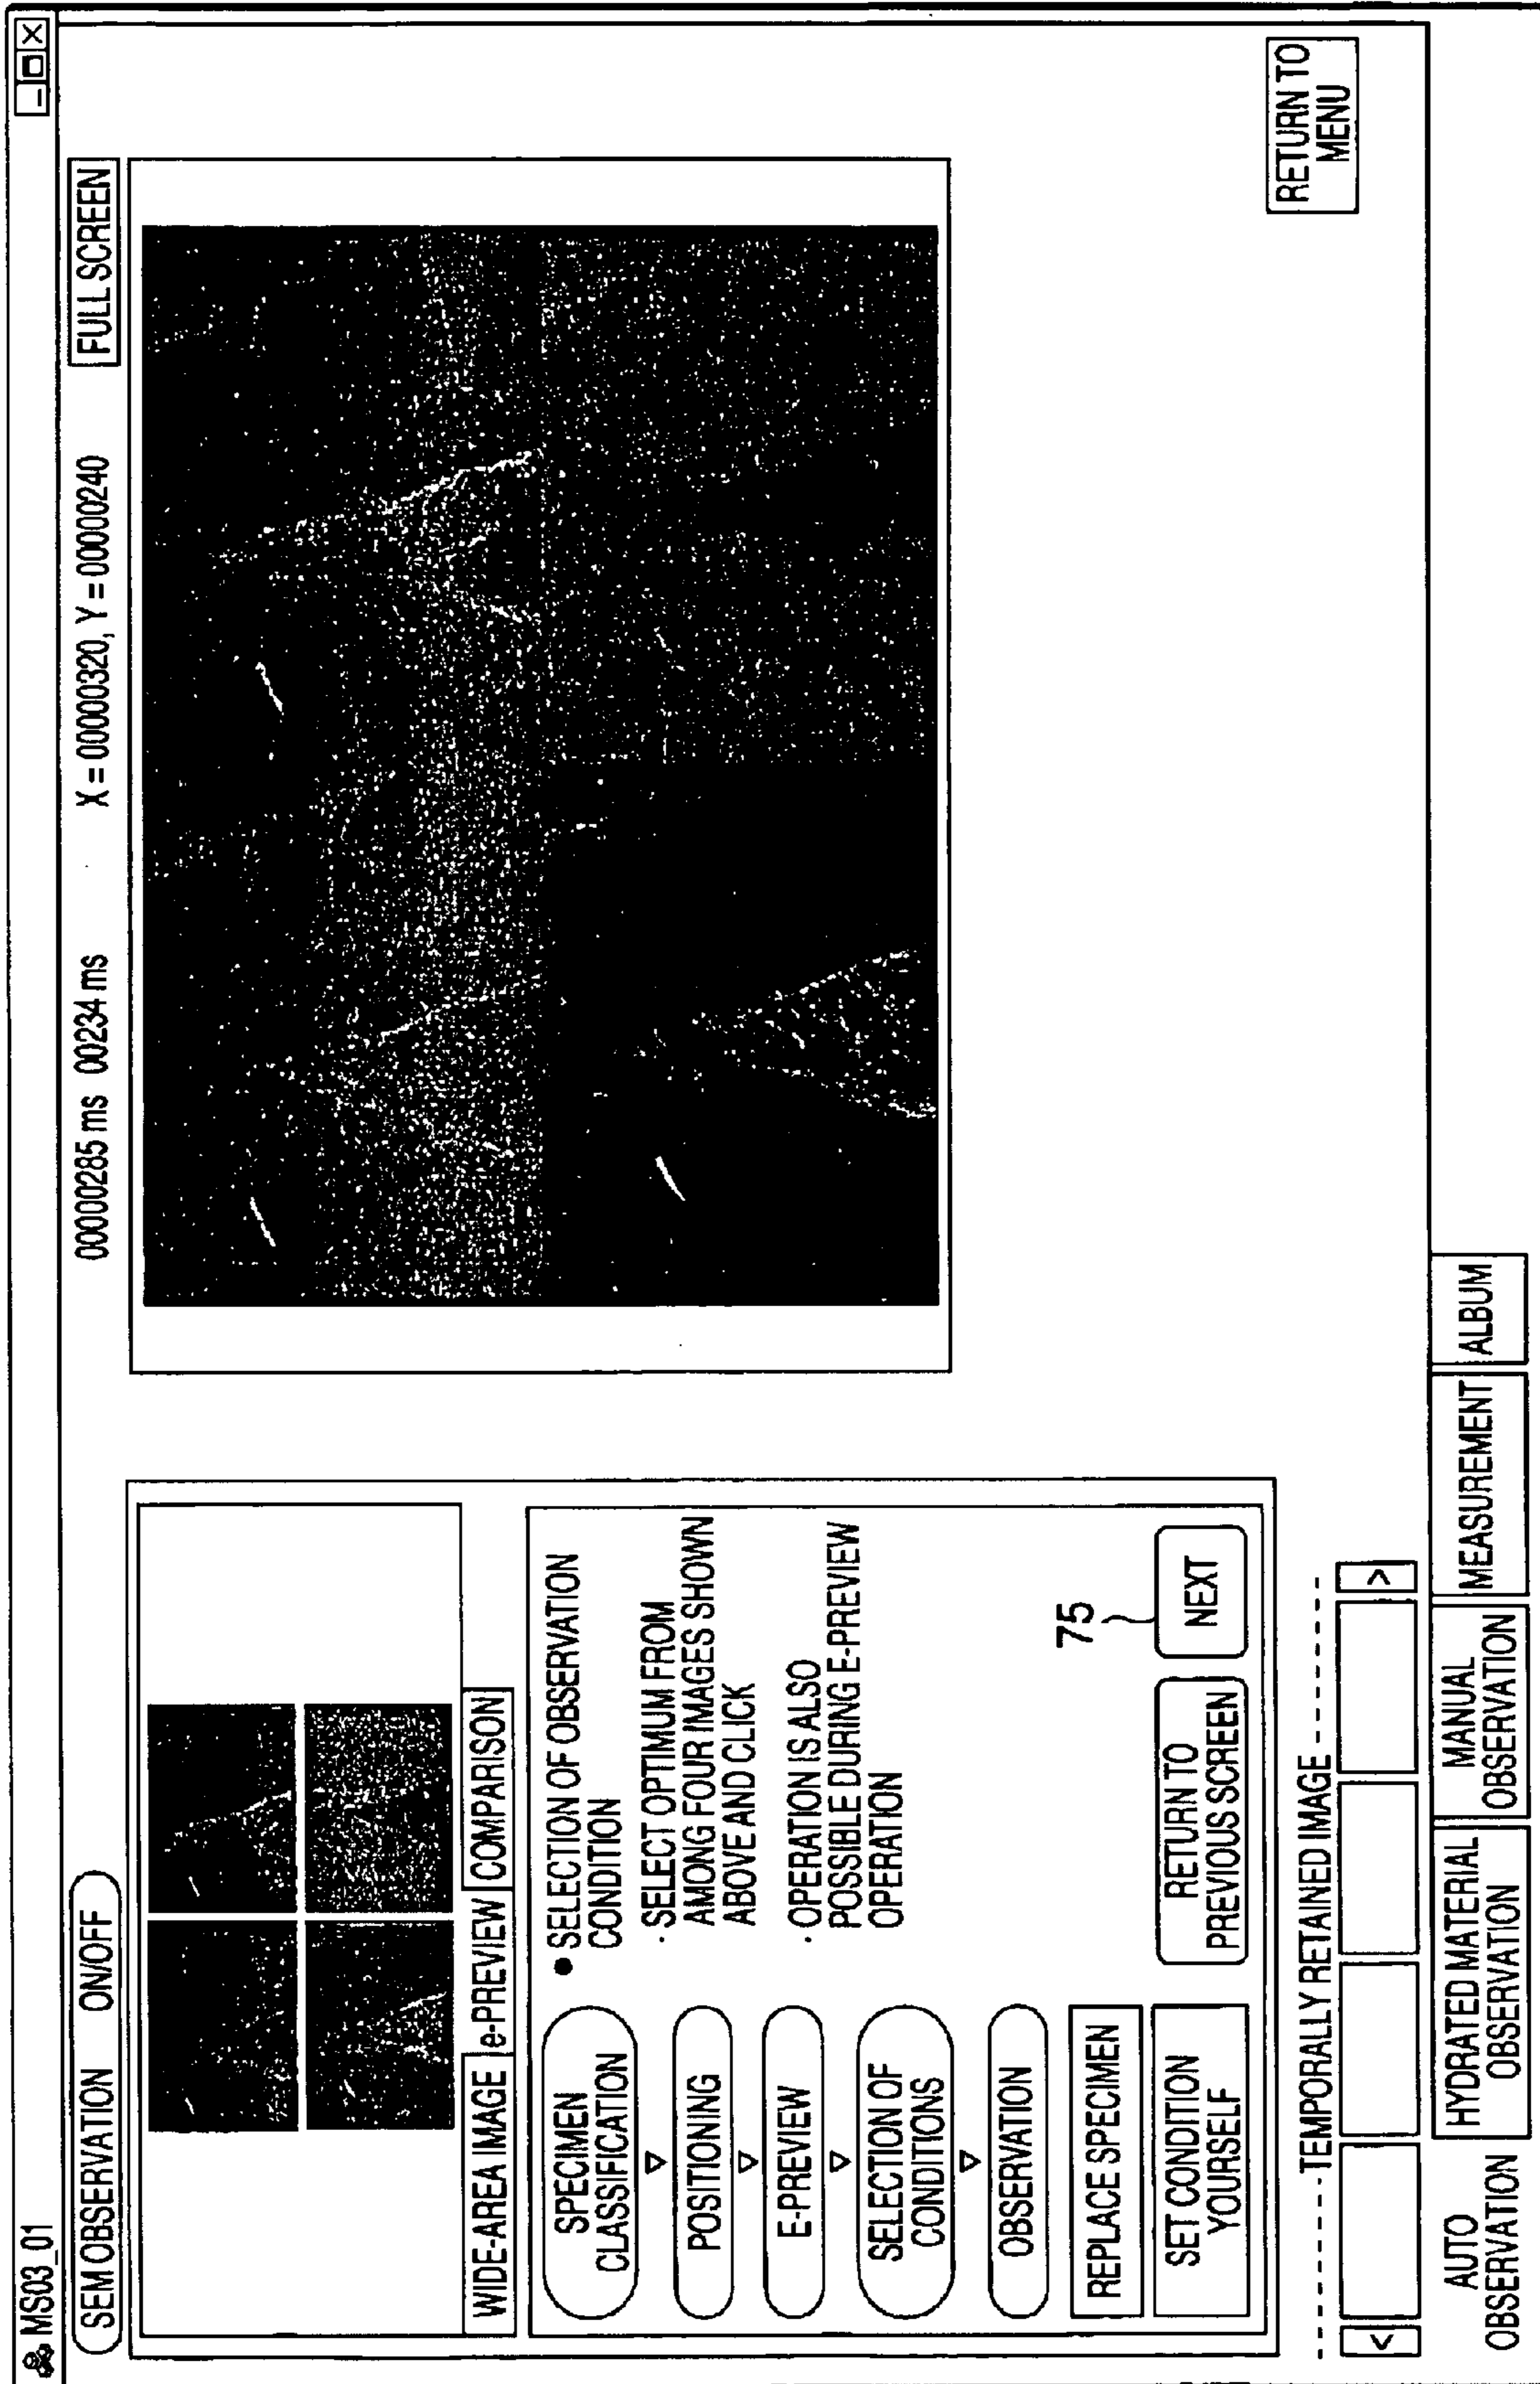 MS03_01
SEM OBSERVATION ON/OFF
00000285 ms 00234 ms X = 00000320, Y = 00000240 FULL SCREEN
WIDE-AREA IMAGE e-PREVIEW COMPARISON
SPECIMEN
CLASSIFICATION
POSITIONING
E-PREVIEW
SELECTION OF
CONDITIONS
OBSERVATION
REPLACE SPECIMEN
SET CONDITION
YOURSELF
● SELECTION OF OBSERVATION
CONDITION
· SELECT OPTIMUM FROM
AMONG FOUR IMAGES SHOWN
ABOVE AND CLICK
· OPERATION IS ALSO
POSSIBLE DURING E-PREVIEW
OPERATION
75
RETURN TO
PREVIOUS SCREEN
NEXT
TEMPORALLY RETAINED IMAGE
< >
RETURN TO
MENU
AUTO
OBSERVATION
HYDRATED MATERIAL
OBSERVATION
MANUAL
OBSERVATION
MEASUREMENT
ALBUM